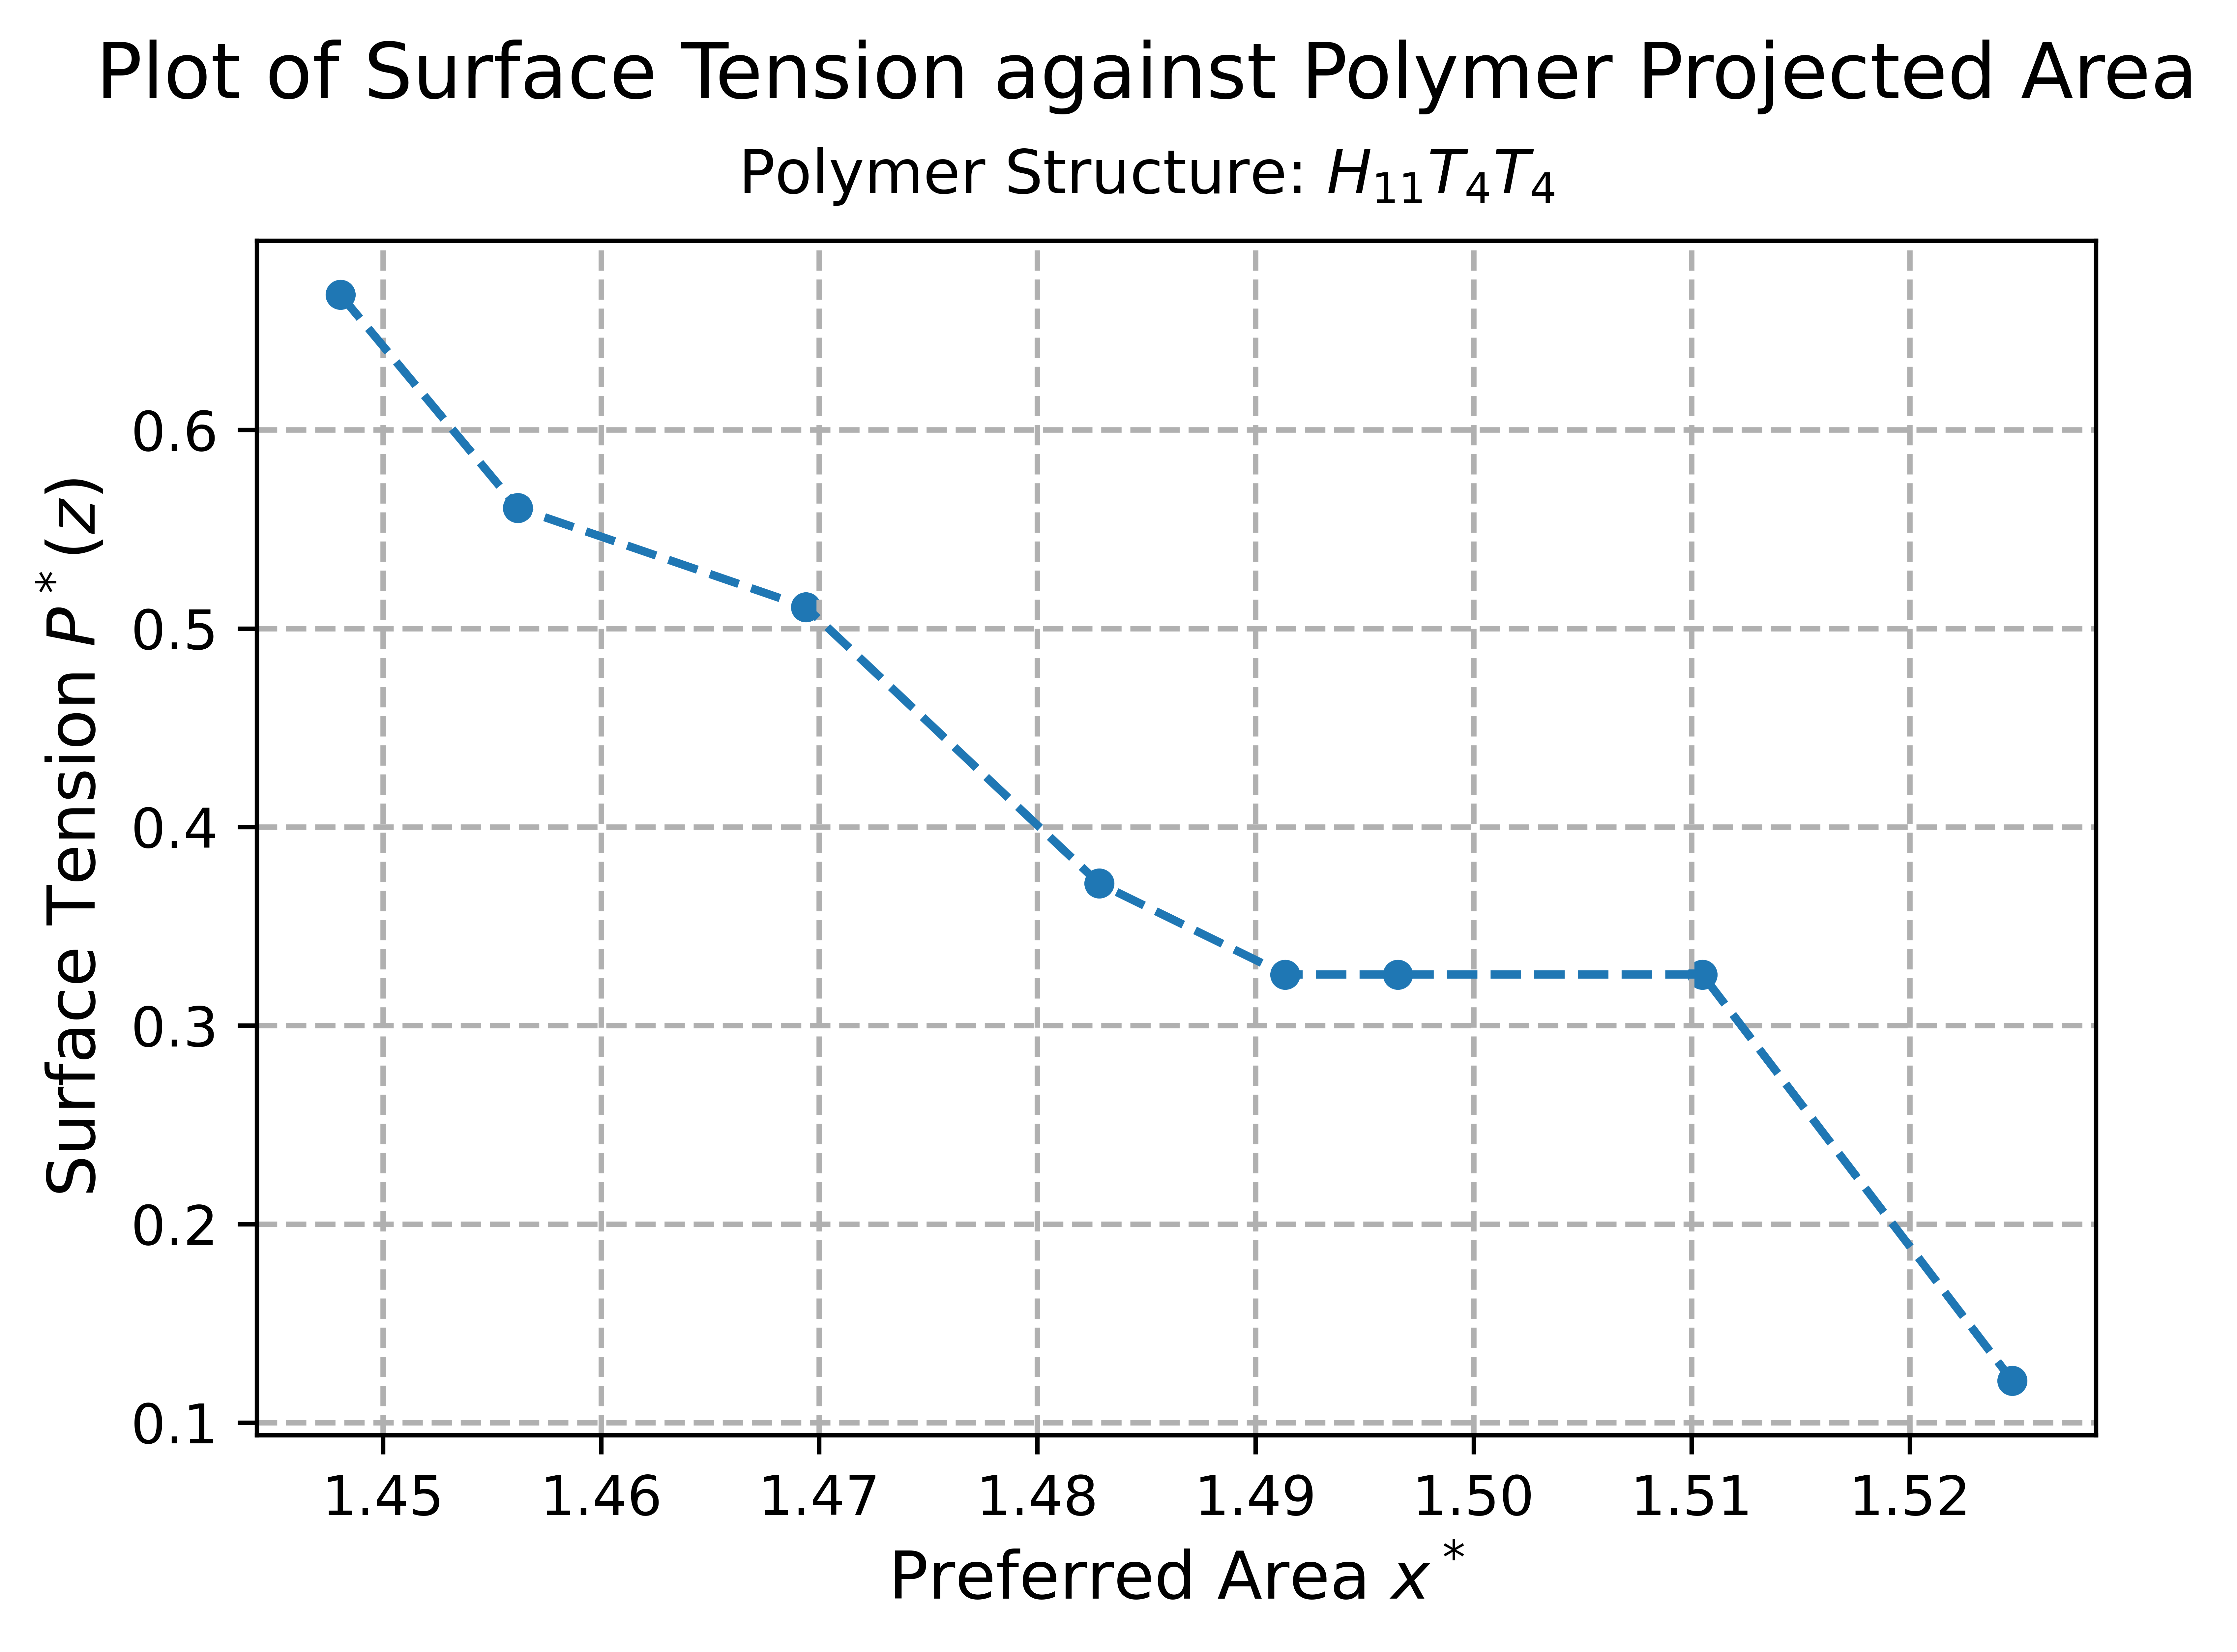 Plot of Surface Tension against Polymer Projected Area
Polymer Structure: H₁₁T₄T₄
Surface Tension P*(z)
0.6
0.5
0.4
0.3
0.2
0.1
1.45 1.46 1.47 1.48 1.49 1.50 1.51 1.52
Preferred Area x*